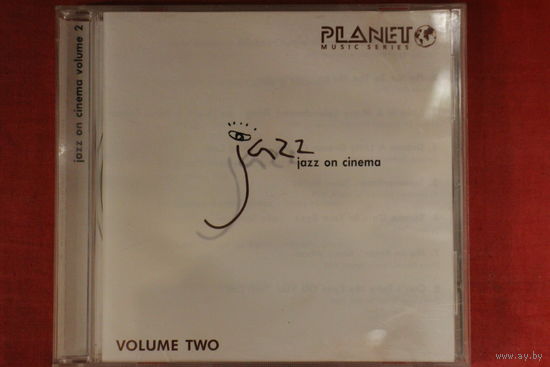 jazz on cinema volume 2
PLANET
MUSIC SERIES
jazz
jazz on cinema
VOLUME TWO
www.ay.by